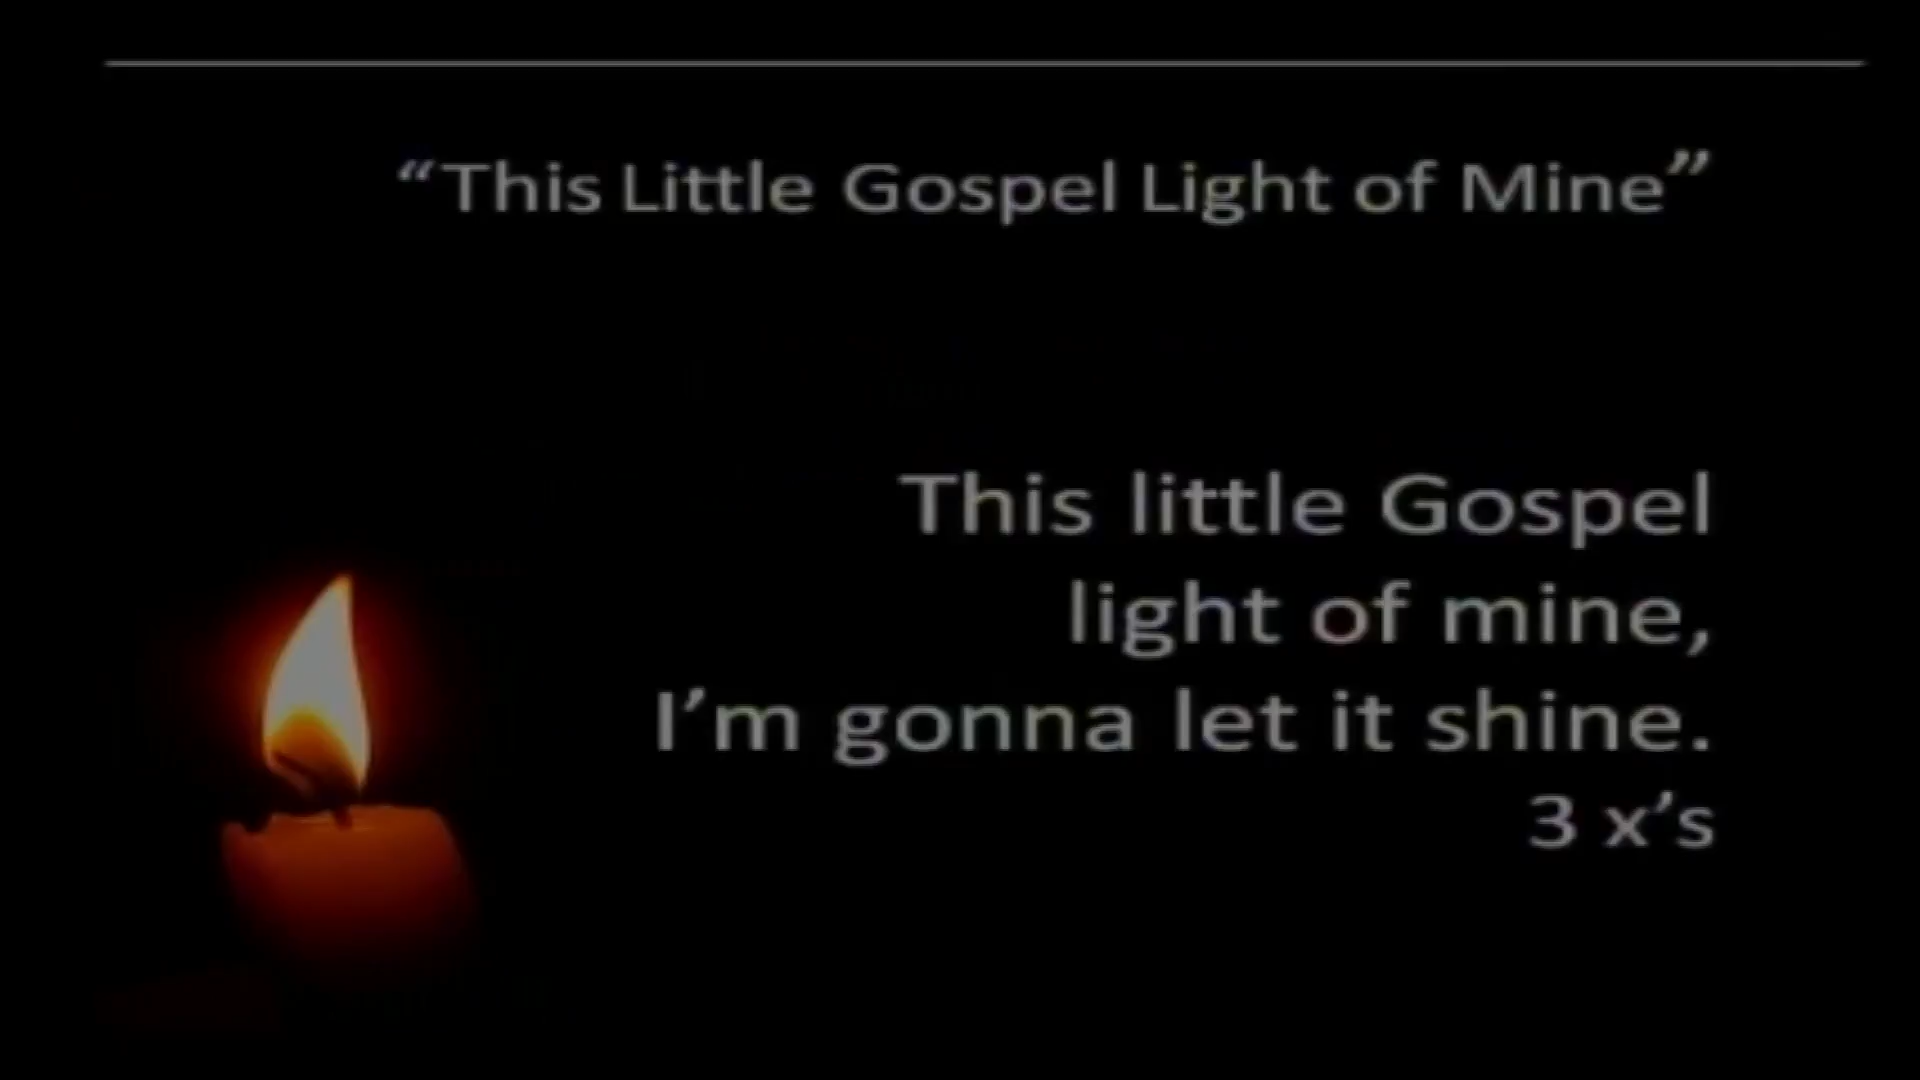 “This Little Gospel Light of Mine”
This little Gospel
light of mine,
I’m gonna let it shine.
3 x’s